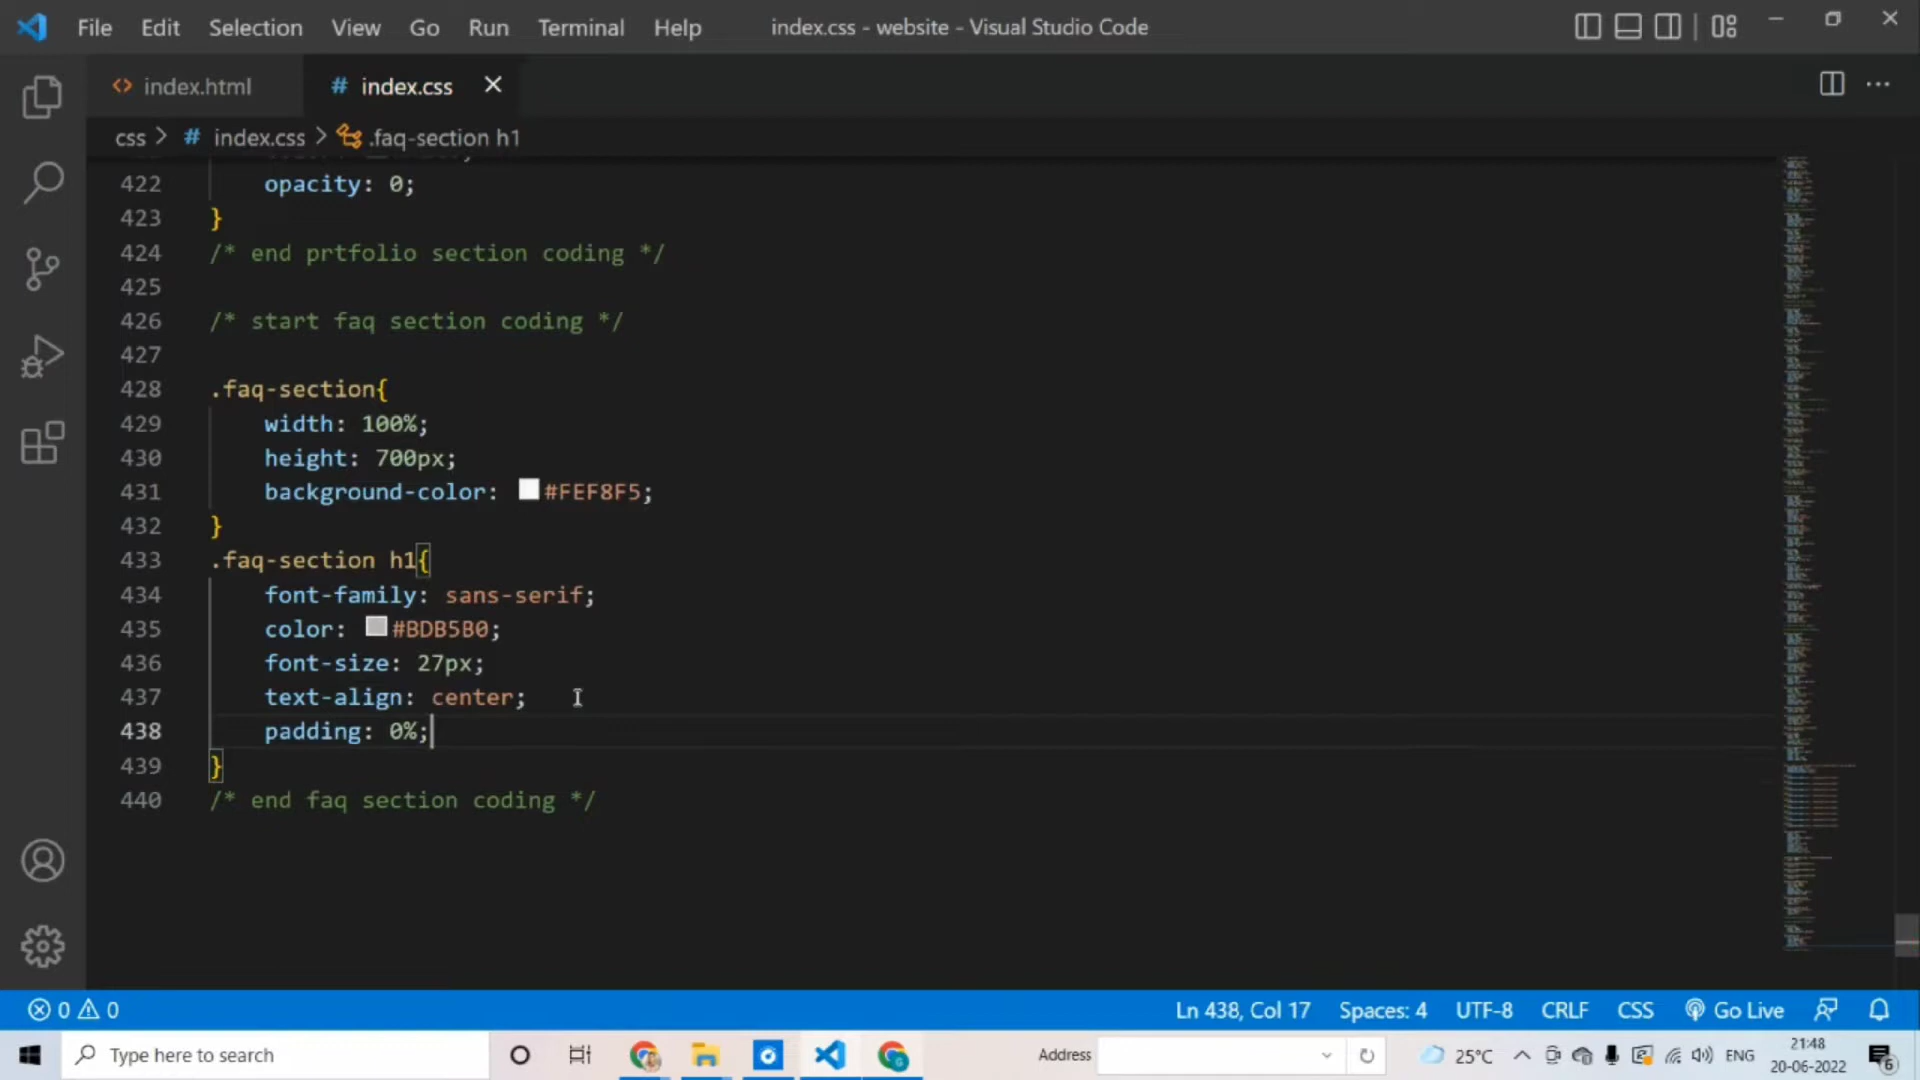 File Edit Selection View Go Run Terminal Help index.css - website - Visual Studio Code
index.html index.css
css > # index.css > .faq-section h1
422 opacity: 0;
423 }
424 /* end prtfolio section coding */
425
426 /* start faq section coding */
427
428 .faq-section{
429 width: 100%;
430 height: 700px;
431 background-color: #FEF8F5;
432 }
433 .faq-section h1{
434 font-family: sans-serif;
435 color: #BDB5B0;
436 font-size: 27px;
437 text-align: center;
438 padding: 0%;
439 }
440 /* end faq section coding */
0 0 Ln 438, Col 17 Spaces: 4 UTF-8 CRLF CSS Go Live
Type here to search Address 25°C ENG 21:48
20-06-2022 6